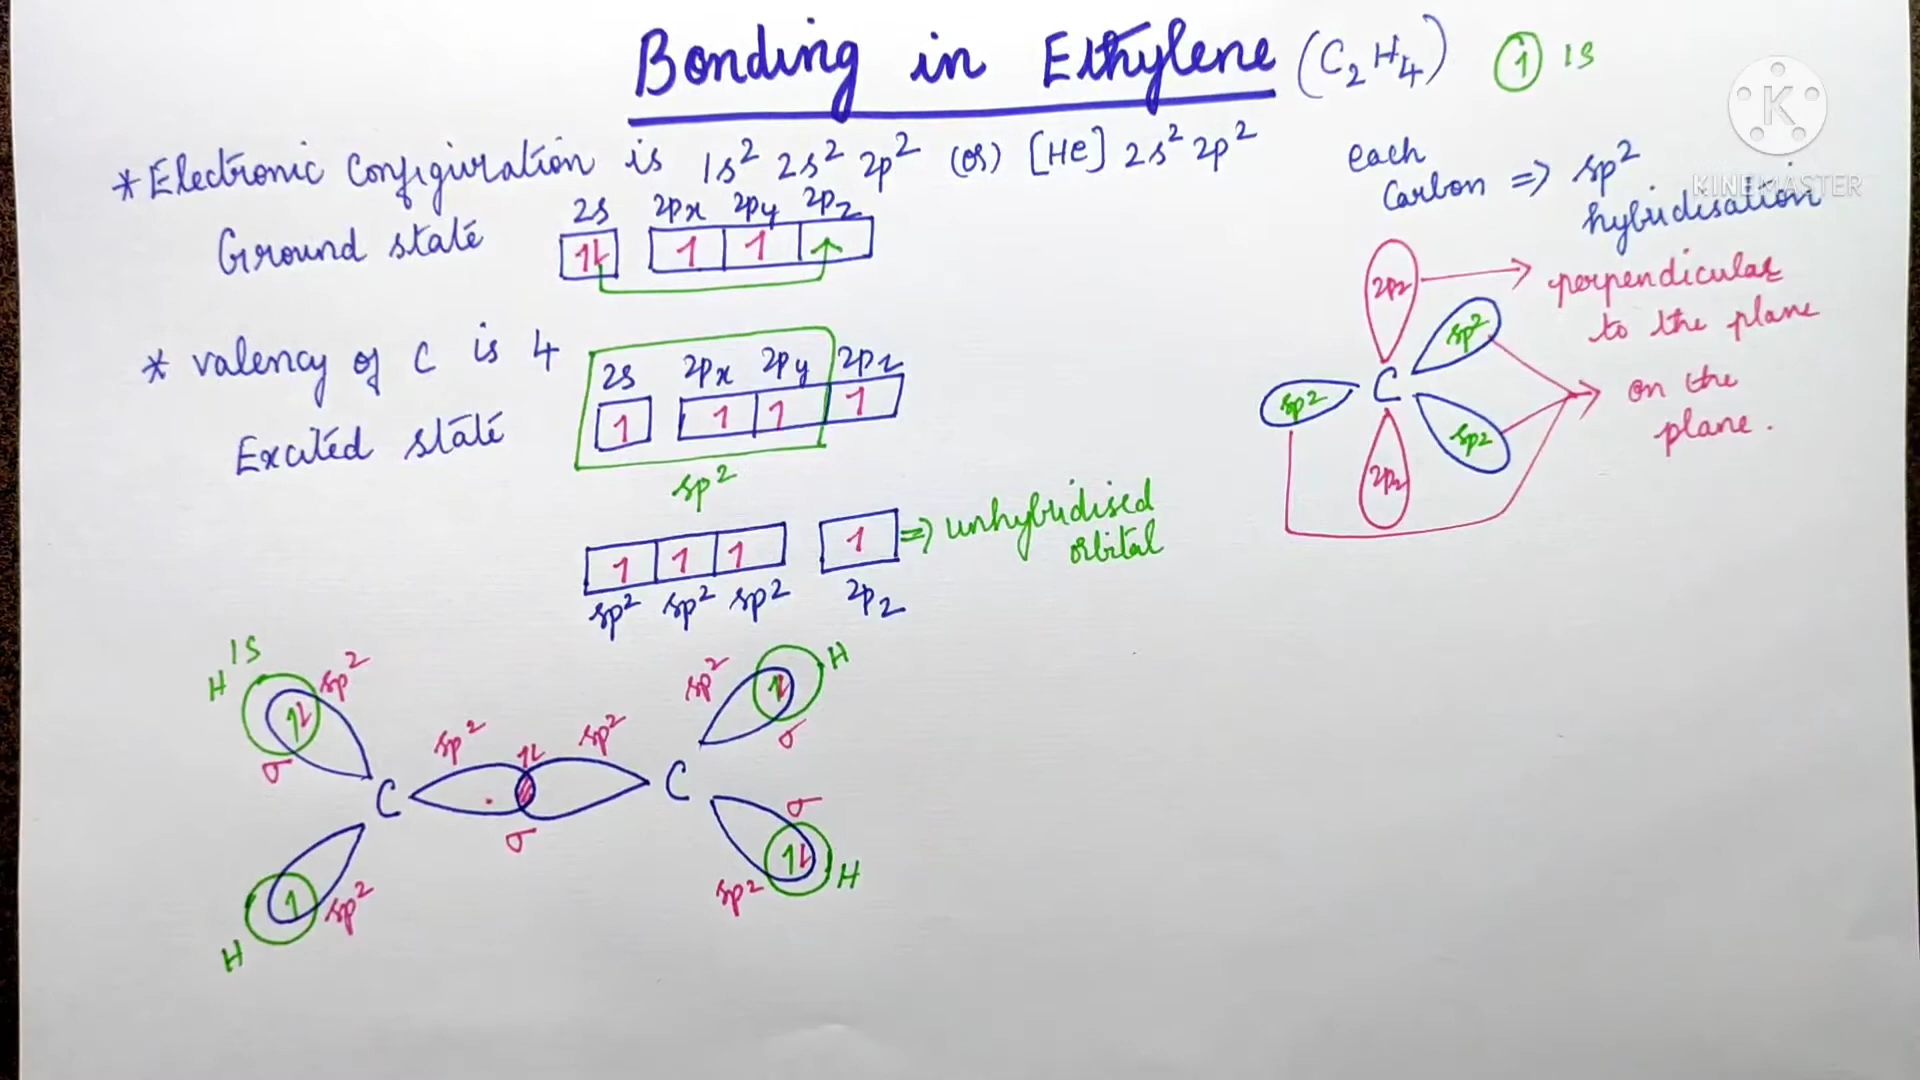 Bonding in Ethylene (C₂H₄) 1 1S
*Electronic Configuration is 1s² 2s² 2p² (or) [He] 2s² 2p²
each
Carbon => sp²
hybridisation
KINEMASTER
K
2s 2px 2py 2pz
Ground state 1⇂ 1 1 ↑
2pz perpendicular
to the plane
* valency of C is 4
2s 2px 2py 2pz
Excited state 1 1 1 1
sp²
sp² C sp² sp2
on the
plane.
2pz
1 1 1 1 => unhybridised
orbital
sp² sp² sp² 2pz
H 1S sp² 1⇂ σ
sp² H 1⇂ σ
C sp² 1⇂ sp² C
σ
H 1 sp²
σ sp2 1⇂ H